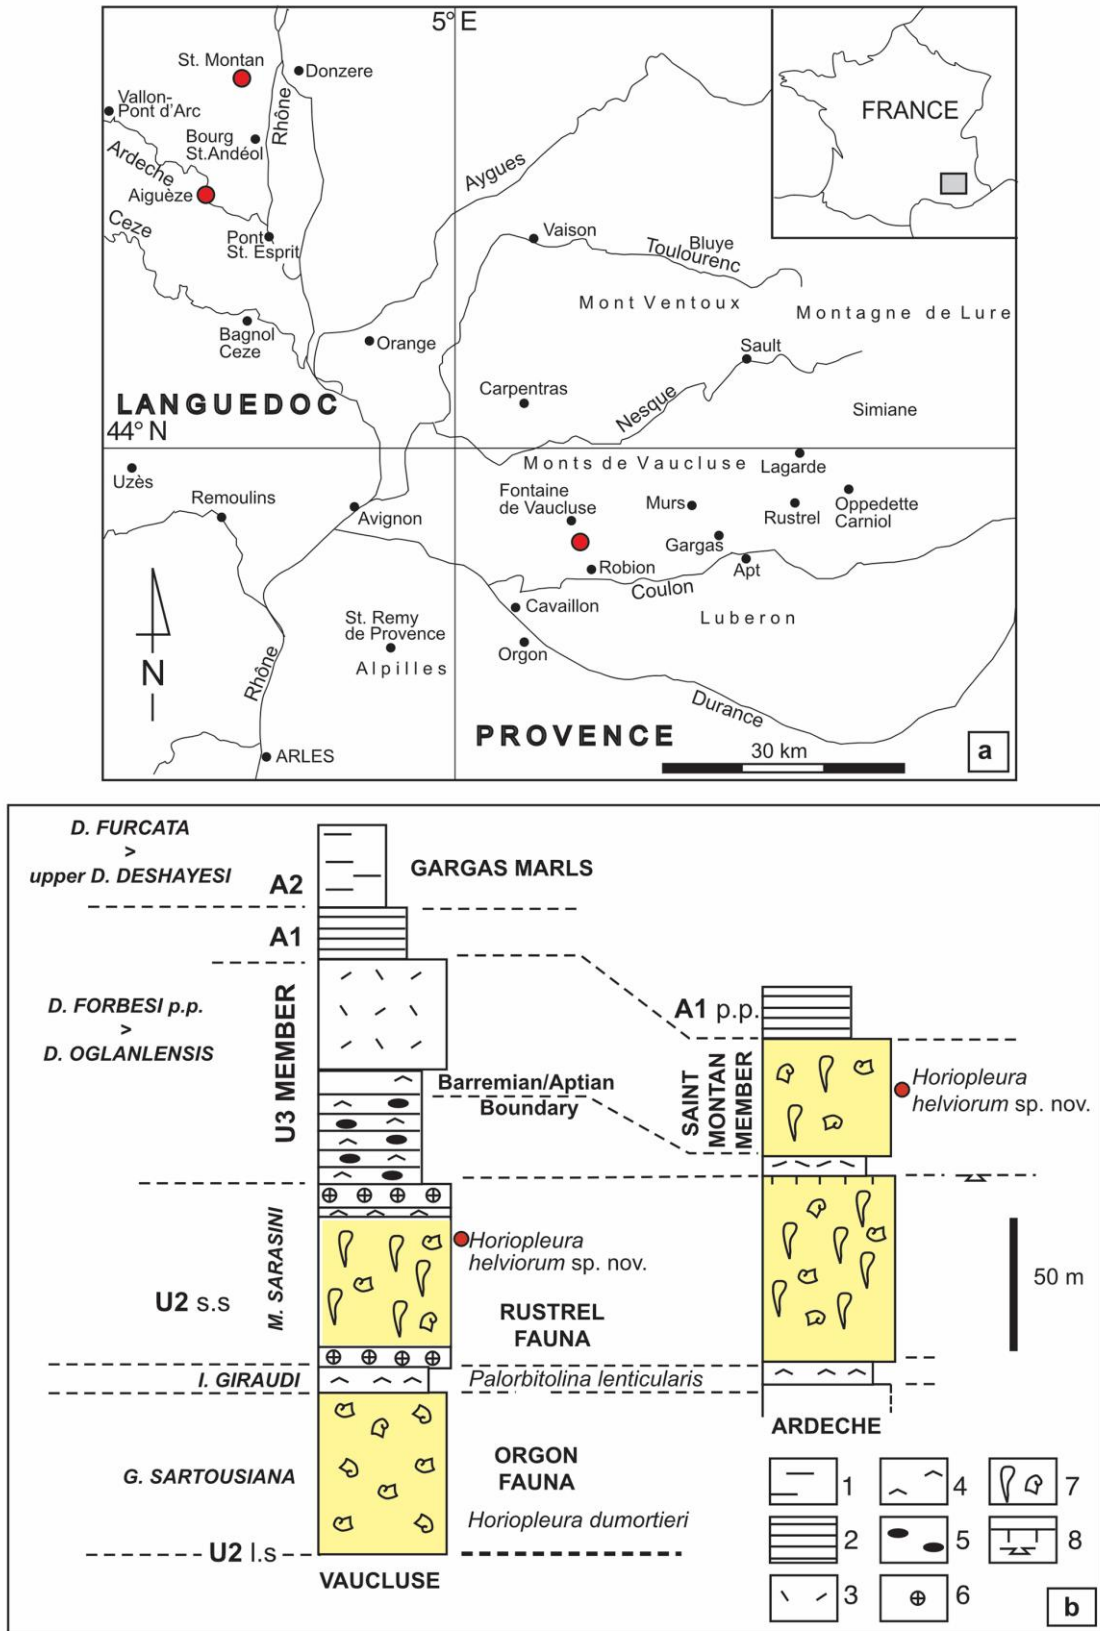 5° E
St. Montan
Donzere
Vallon-
Pont d'Arc
Rhône
Bourg
St.Andéol
Ardeche
Aiguèze
Ceze
Pont
St. Esprit
Bagnol
Ceze
Orange
Aygues
Vaison
Bluye
Toulourenc
Mont Ventoux
Montagne de Lure
Sault
Carpentras
Nesque
Simiane
FRANCE
LANGUEDOC
44° N
Uzès
Remoulins
Avignon
Monts de Vaucluse
Lagarde
Fontaine
de Vaucluse
Murs
Rustrel
Oppedette
Carniol
Gargas
Apt
Robion
Coulon
Cavaillon
Luberon
St. Remy
de Provence
Alpilles
Orgon
N
Rhône
Durance
PROVENCE
ARLES
30 km
a
D. FURCATA
>
upper D. DESHAYESI
A2
GARGAS MARLS
A1
D. FORBESI p.p.
>
D. OGLANLENSIS
U3 MEMBER
Barremian/Aptian
Boundary
A1 p.p.
SAINT
MONTAN
MEMBER
Horiopleura
helviorum sp. nov.
M. SARASINI
Horiopleura
helviorum sp. nov.
U2 s.s
RUSTREL
FAUNA
50 m
I. GIRAUDI
Palorbitolina lenticularis
ARDECHE
G. SARTOUSIANA
ORGON
FAUNA
Horiopleura dumortieri
U2 l.s
VAUCLUSE
1
4
7
2
5
8
3
6
b